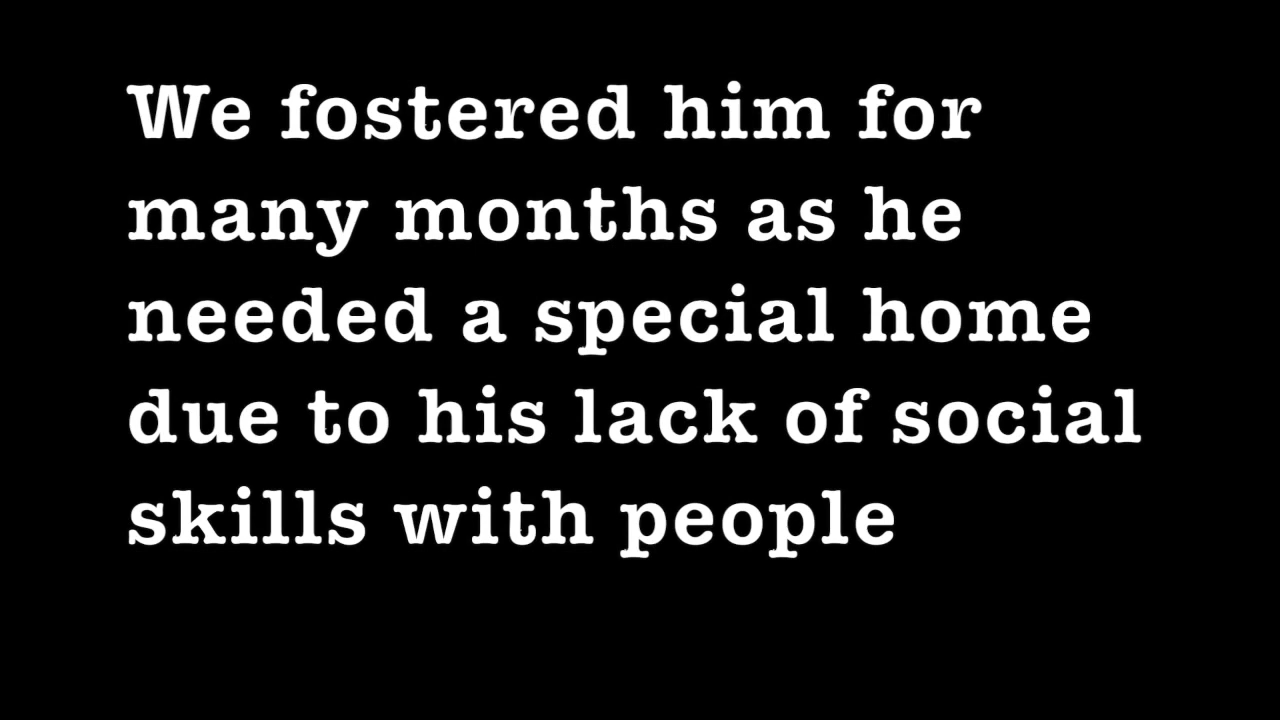 We fostered him for
many months as he
needed a special home
due to his lack of social
skills with people